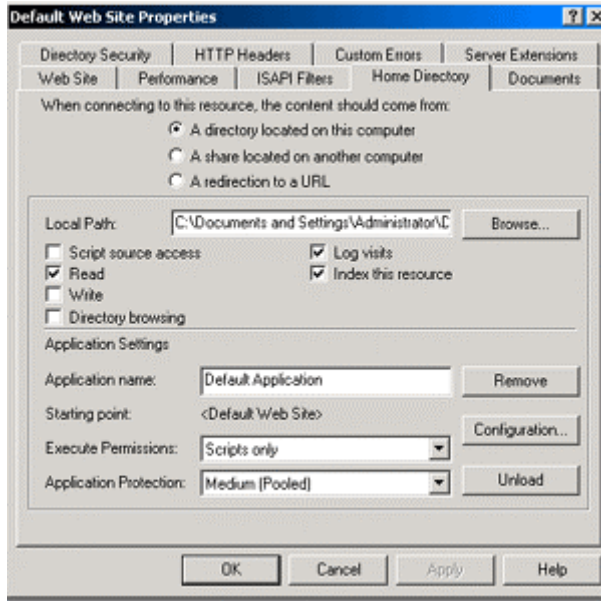 Default Web Site Properties
Directory Security HTTP Headers Custom Errors Server Extensions
Web Site Performance ISAPI Filters Home Directory Documents
When connecting to this resource, the content should come from:
A directory located on this computer
A share located on another computer
A redirection to a URL
Local Path: C:\Documents and Settings\Administrator\D Browse...
Script source access Log visits
Read Index this resource
Write
Directory browsing
Application Settings
Application name: Default Application Remove
Starting point: <Default Web Site>
Configuration...
Execute Permissions: Scripts only
Application Protection: Medium (Pooled) Unload
OK Cancel Apply Help